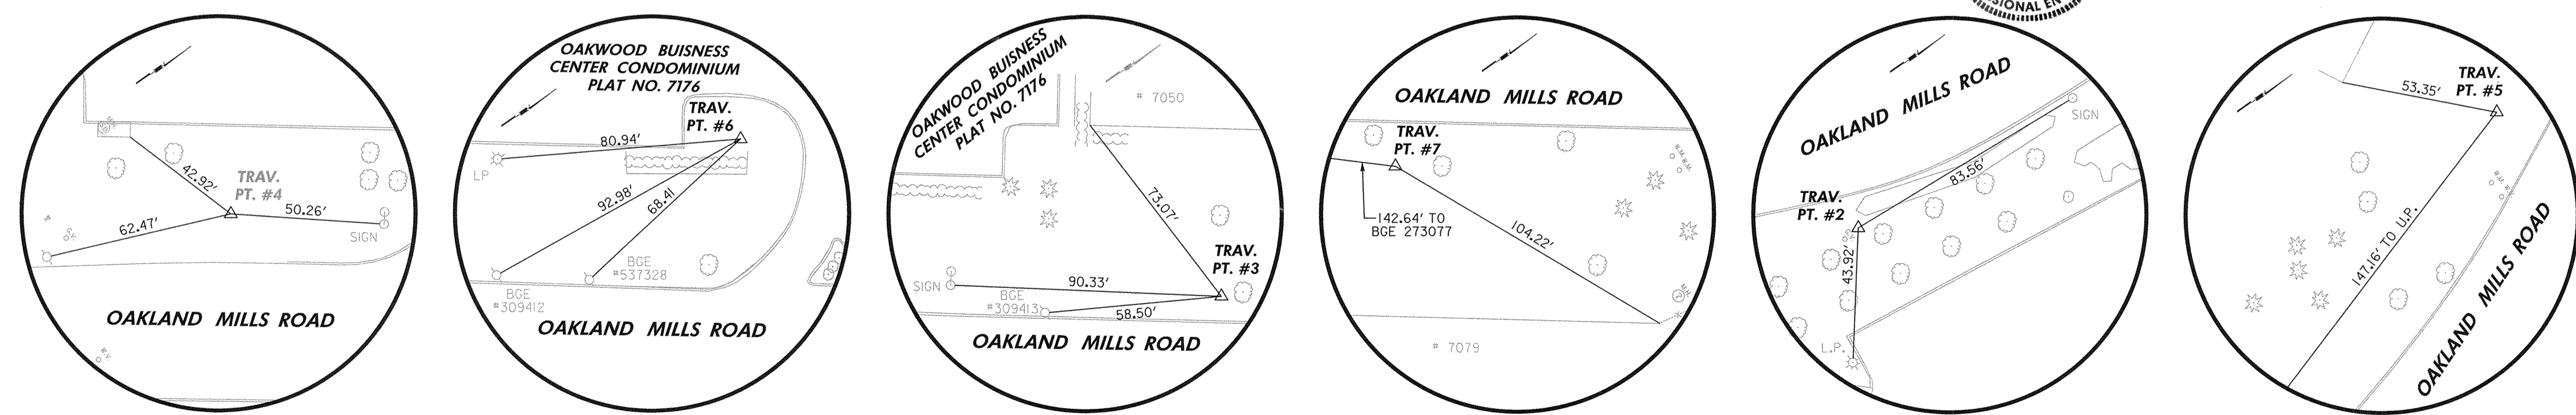 SIONAL EN
M.H.
42.92'
TRAV.
PT. #4
62.47'
50.26'
SIGN
G.V.
OAKLAND MILLS ROAD
W.V.
OAKWOOD BUISNESS
CENTER CONDOMINIUM
PLAT NO. 7176
TRAV.
PT. #6
80.94'
LP
92.98'
68.41
BGE
#537328
BGE
#309412
OAKLAND MILLS ROAD
OAKWOOD BUISNESS
CENTER CONDOMINIUM
PLAT NO. 7176
# 7050
73.07'
TRAV.
PT. #3
SIGN
90.33'
BGE
#309413
58.50'
OAKLAND MILLS ROAD
OAKLAND MILLS ROAD
TRAV.
PT. #7
142.64' TO
BGE 273077
104.22'
M.H.
# 7079
OAKLAND MILLS ROAD
SIGN
83.56'
TRAV.
PT. #2
43.92'
L.P.
53.35'
TRAV.
PT. #5
147.16' TO U.P.
OAKLAND MILLS ROAD